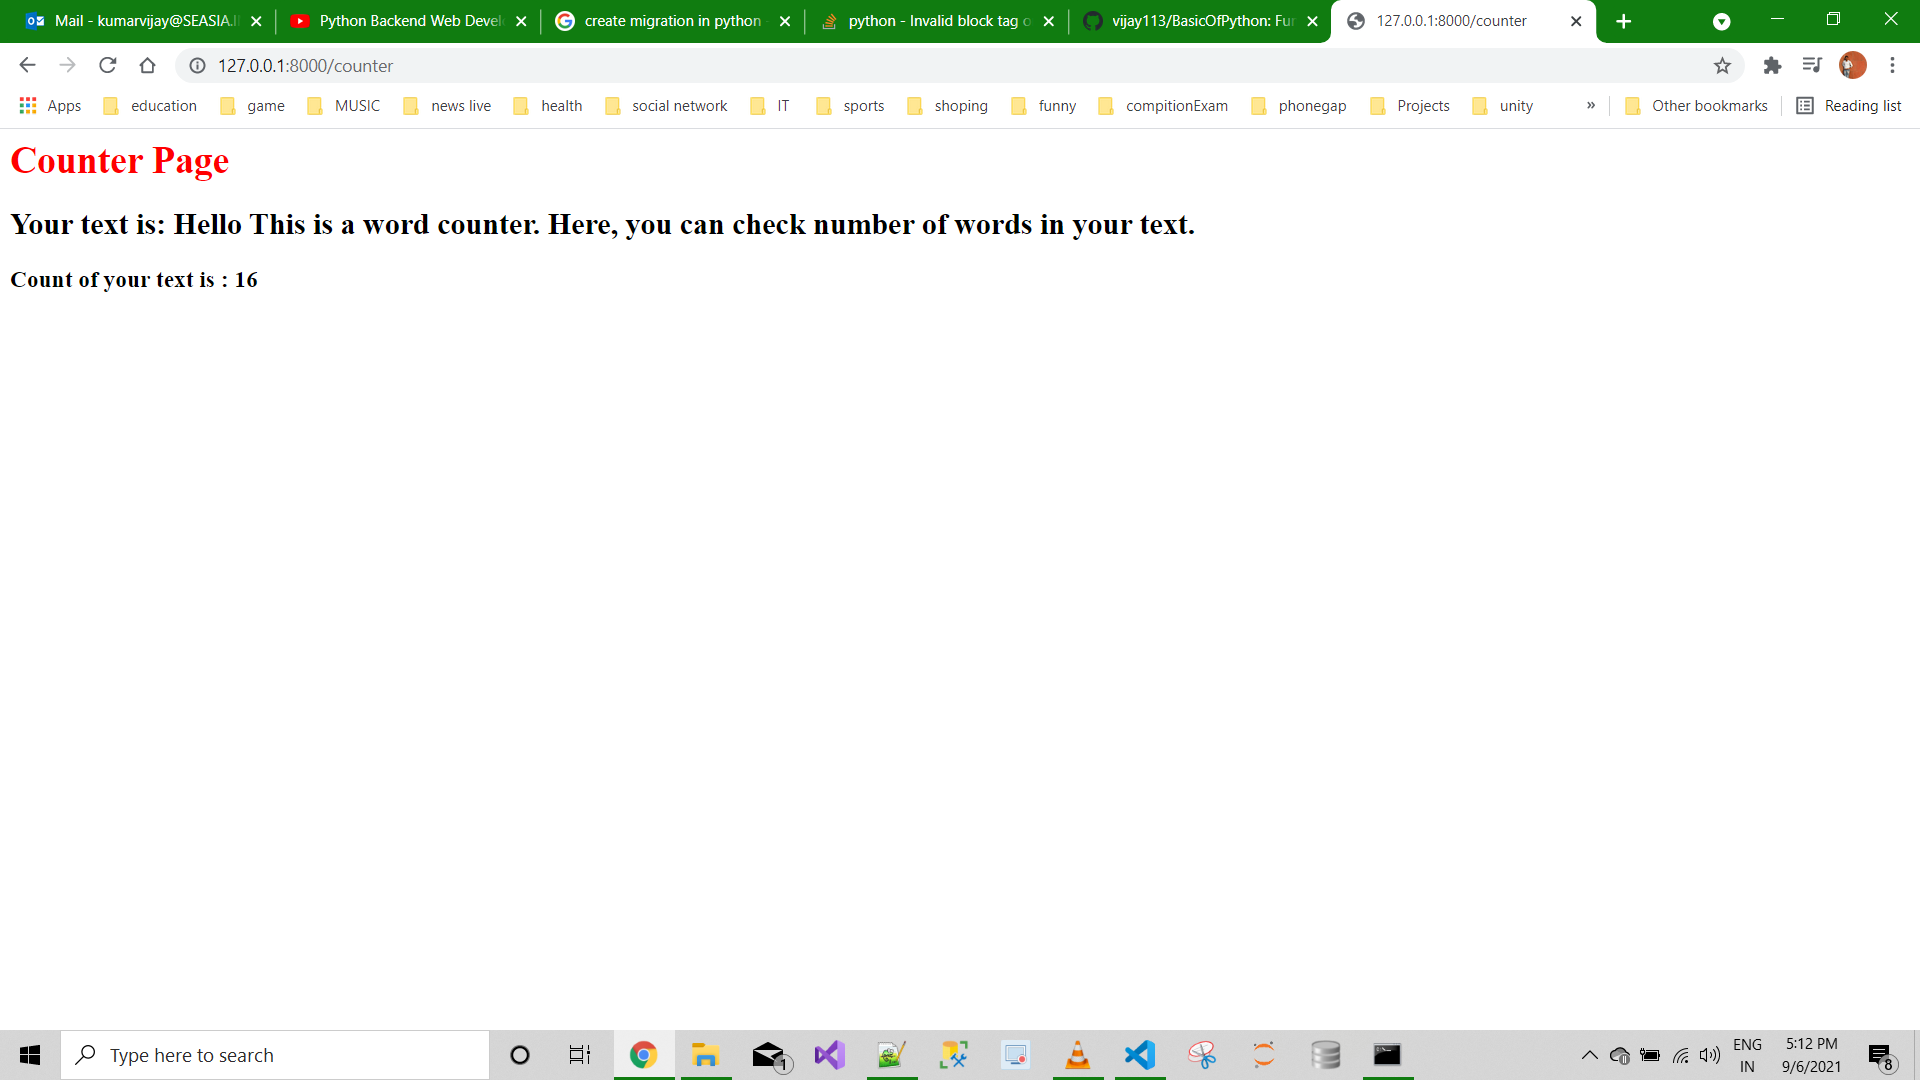 Mail - kumarvijay@SEASIA.I
Python Backend Web Devel
create migration in python
python - Invalid block tag o
vijay113/BasicOfPython: Fu
127.0.0.1:8000/counter
127.0.0.1:8000/counter
Apps education game MUSIC news live health social network IT sports shoping funny compitionExam phonegap Projects unity » Other bookmarks Reading list
Counter Page
Your text is: Hello This is a word counter. Here, you can check number of words in your text.
Count of your text is : 16
Type here to search
1
ENG
IN
5:12 PM
9/6/2021
8